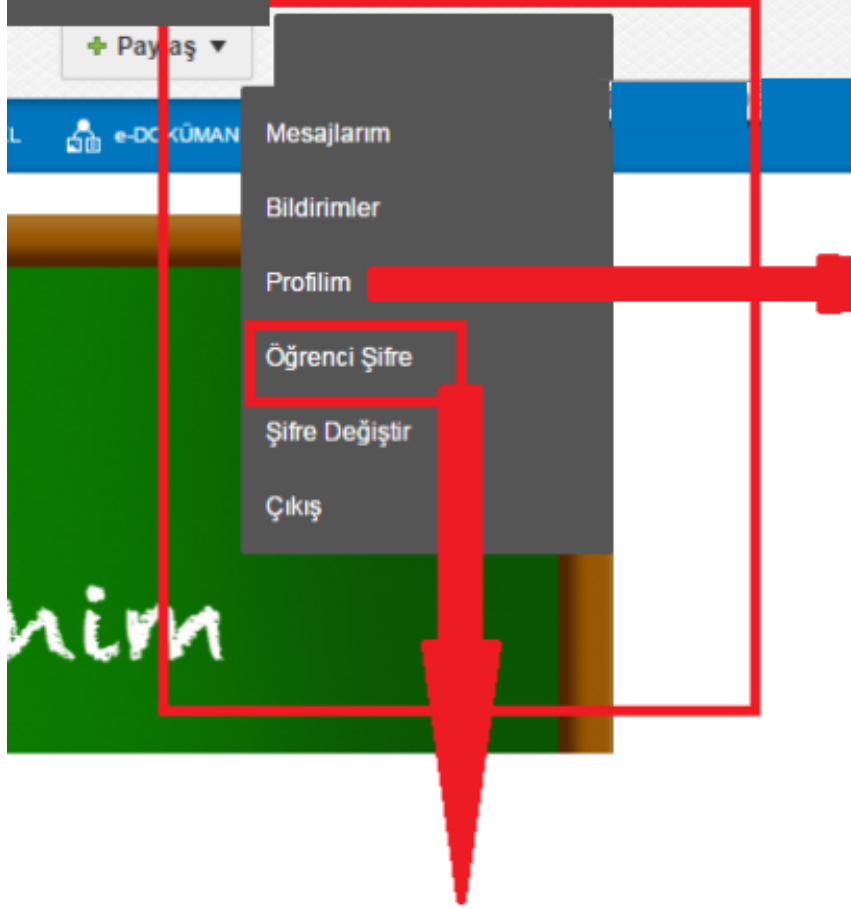 Paylaş
L e-DOKÜMAN
Mesajlarım
Bildirimler
Profilim
Öğrenci Şifre
Şifre Değiştir
Çıkış
nim